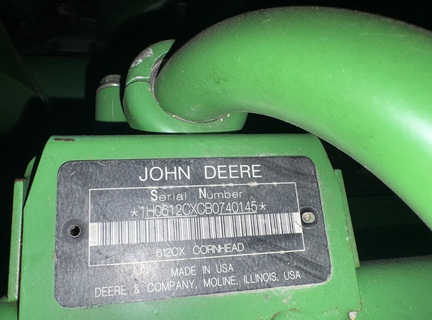 JOHN DEERE
Serial Number
*1H0612CXCB0740145*
612CX CORNHEAD
MADE IN USA
DEERE & COMPANY, MOLINE, ILLINOIS, USA